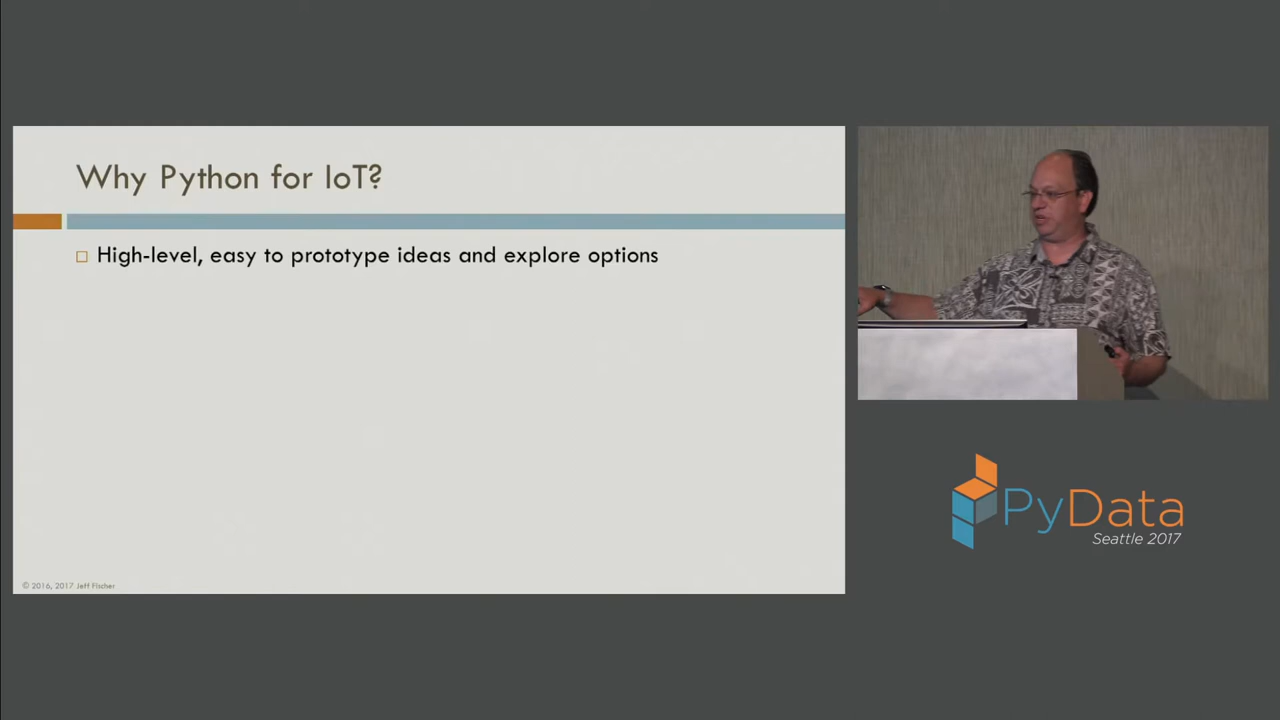 Why Python for IoT?
High-level, easy to prototype ideas and explore options
© 2016, 2017 Jeff Fischer
PyData
Seattle 2017